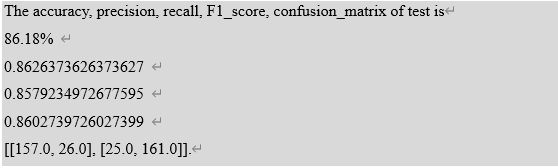 The accuracy, precision, recall, F1_score, confusion_matrix of test is
86.18%
0.8626373626373627
0.8579234972677595
0.8602739726027399
[[157.0, 26.0], [25.0, 161.0]].